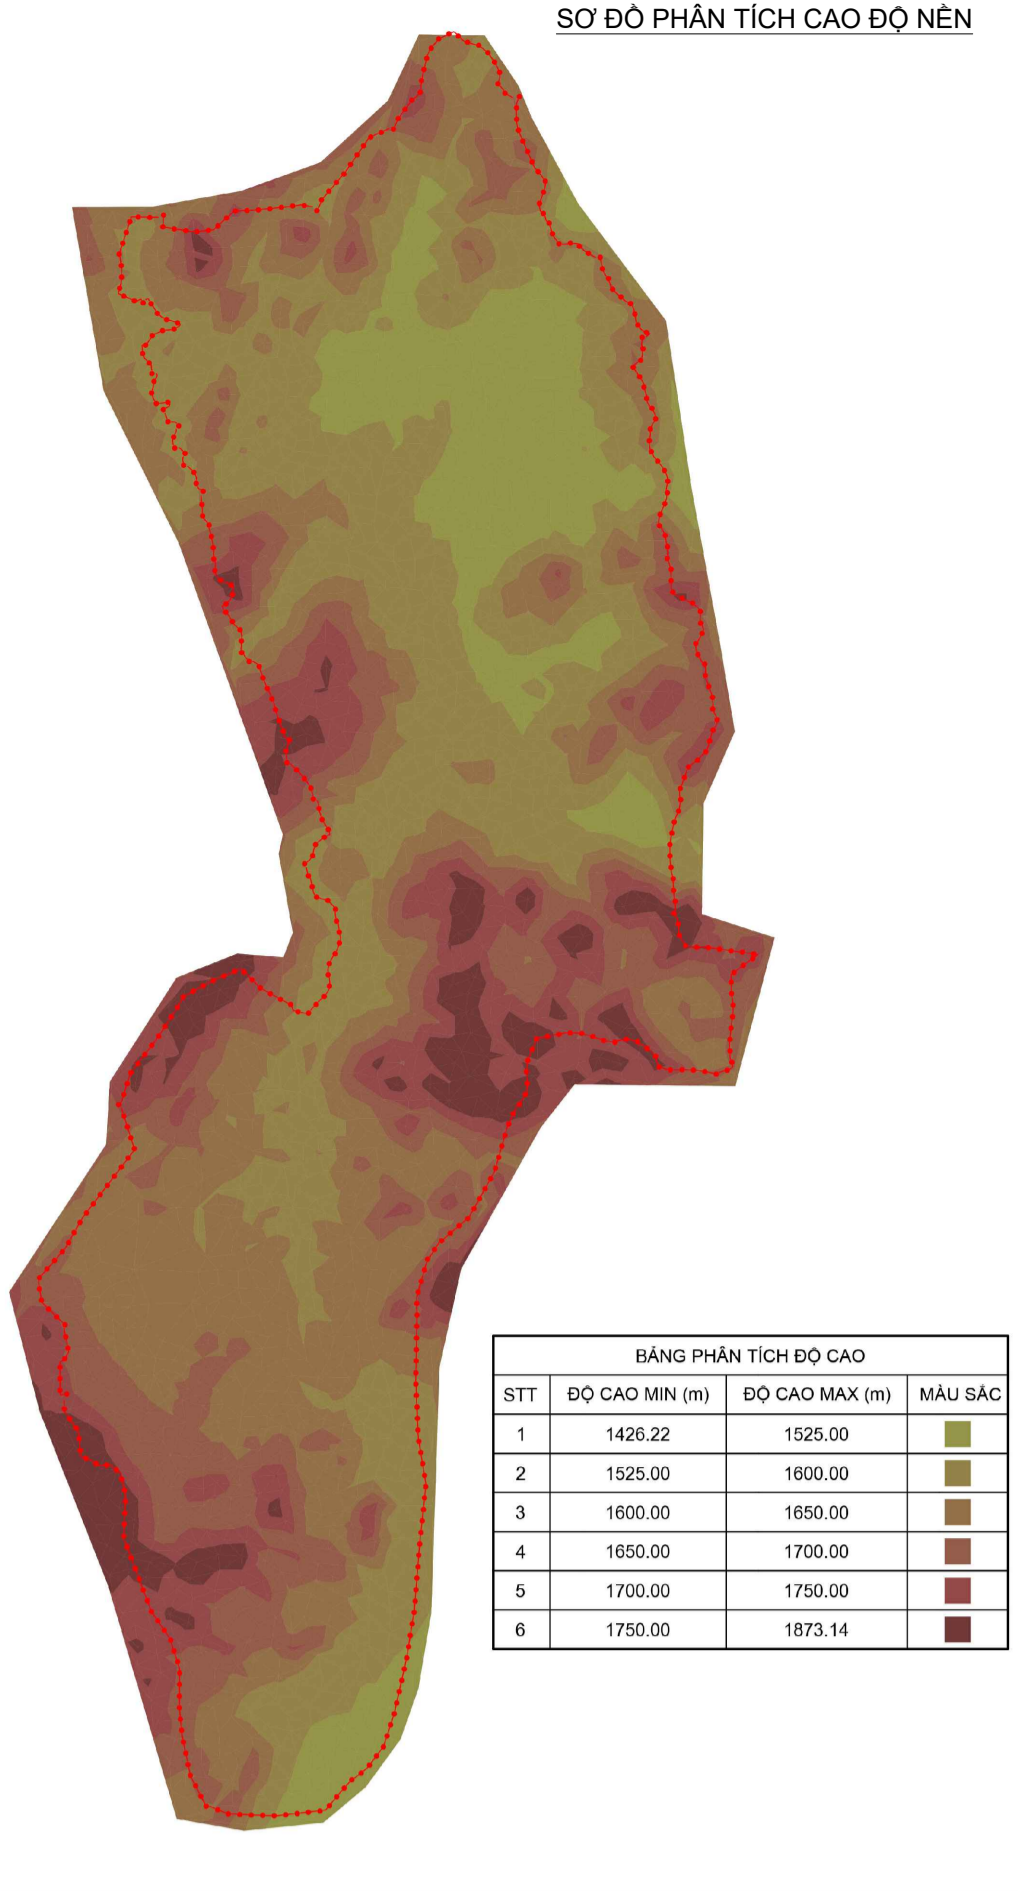 SƠ ĐỒ PHÂN TÍCH CAO ĐỘ NỀN
BẢNG PHÂN TÍCH ĐỘ CAO
STT ĐỘ CAO MIN (m) ĐỘ CAO MAX (m) MÀU SẮC
1 1426.22 1525.00
2 1525.00 1600.00
3 1600.00 1650.00
4 1650.00 1700.00
5 1700.00 1750.00
6 1750.00 1873.14